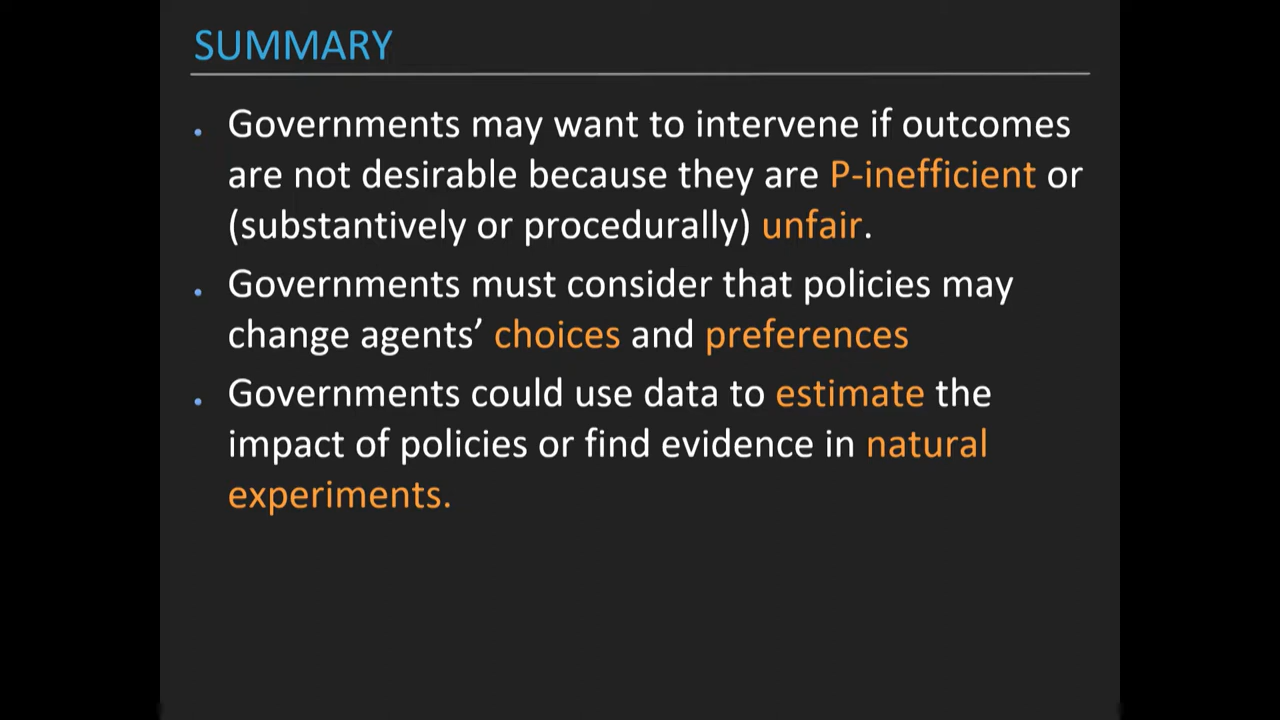 SUMMARY
Governments may want to intervene if outcomes
are not desirable because they are P-inefficient or
(substantively or procedurally) unfair.
Governments must consider that policies may
change agents’ choices and preferences
Governments could use data to estimate the
impact of policies or find evidence in natural
experiments.